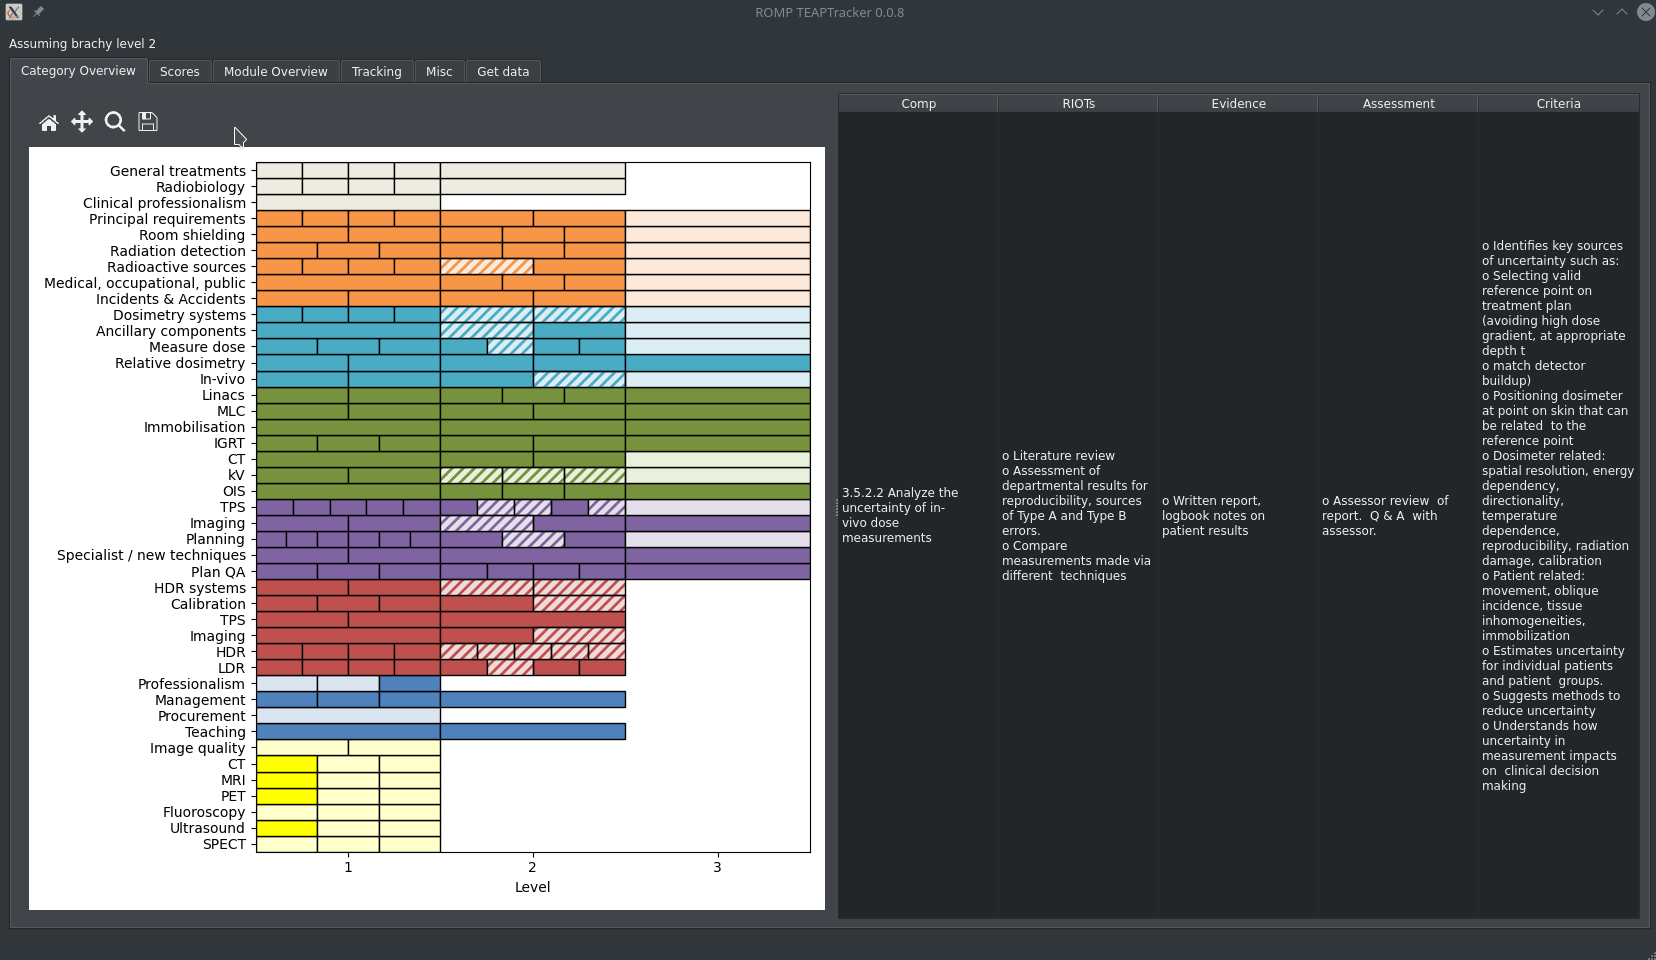 ROMP TEAPTracker 0.0.8
Assuming brachy level 2
Category Overview
Scores
Module Overview
Tracking
Misc
Get data
General treatments
Radiobiology
Clinical professionalism
Principal requirements
Room shielding
Radiation detection
Radioactive sources
Medical, occupational, public
Incidents & Accidents
Dosimetry systems
Ancillary components
Measure dose
Relative dosimetry
In-vivo
Linacs
MLC
Immobilisation
IGRT
CT
kV
OIS
TPS
Imaging
Planning
Specialist / new techniques
Plan QA
HDR systems
Calibration
TPS
Imaging
HDR
LDR
Professionalism
Management
Procurement
Teaching
Image quality
CT
MRI
PET
Fluoroscopy
Ultrasound
SPECT
1
2
3
Level
Comp
RIOTs
Evidence
Assessment
Criteria
3.5.2.2 Analyze the
uncertainty of in-
vivo dose
measurements
o Literature review
o Assessment of
departmental results for
reproducibility, sources
of Type A and Type B
errors.
o Compare
measurements made via
different techniques
o Written report,
logbook notes on
patient results
o Assessor review of
report. Q & A with
assessor.
o Identifies key sources
of uncertainty such as:
o Selecting valid
reference point on
treatment plan
(avoiding high dose
gradient, at appropriate
depth t
o match detector
buildup)
o Positioning dosimeter
at point on skin that can
be related to the
reference point
o Dosimeter related:
spatial resolution, energy
dependency,
directionality,
temperature
dependence,
reproducibility, radiation
damage, calibration
o Patient related:
movement, oblique
incidence, tissue
inhomogeneities,
immobilization
o Estimates uncertainty
for individual patients
and patient groups.
o Suggests methods to
reduce uncertainty
o Understands how
uncertainty in
measurement impacts
on clinical decision
making